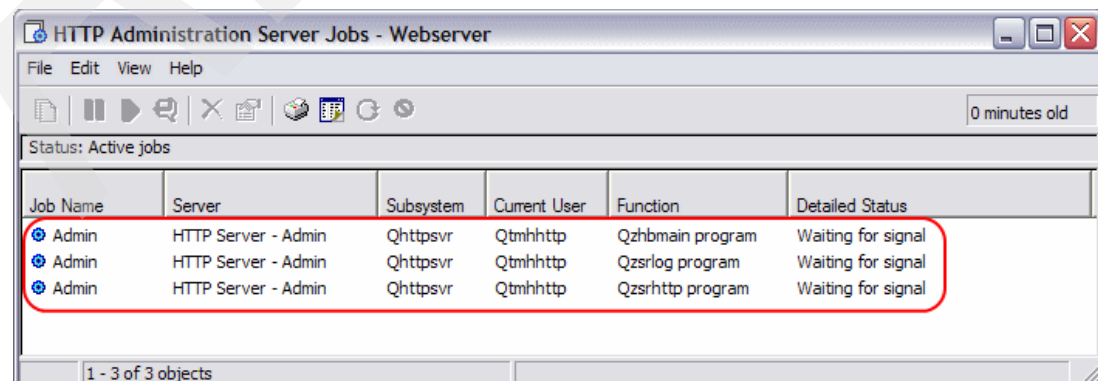 HTTP Administration Server Jobs - Webserver
File Edit View Help
0 minutes old
Status: Active jobs
Job Name Server Subsystem Current User Function Detailed Status
Admin HTTP Server - Admin Qhttpsvr Qtmhhttp Qzhbmain program Waiting for signal
Admin HTTP Server - Admin Qhttpsvr Qtmhhttp Qzsrlog program Waiting for signal
Admin HTTP Server - Admin Qhttpsvr Qtmhhttp Qzsrhttp program Waiting for signal
1 - 3 of 3 objects